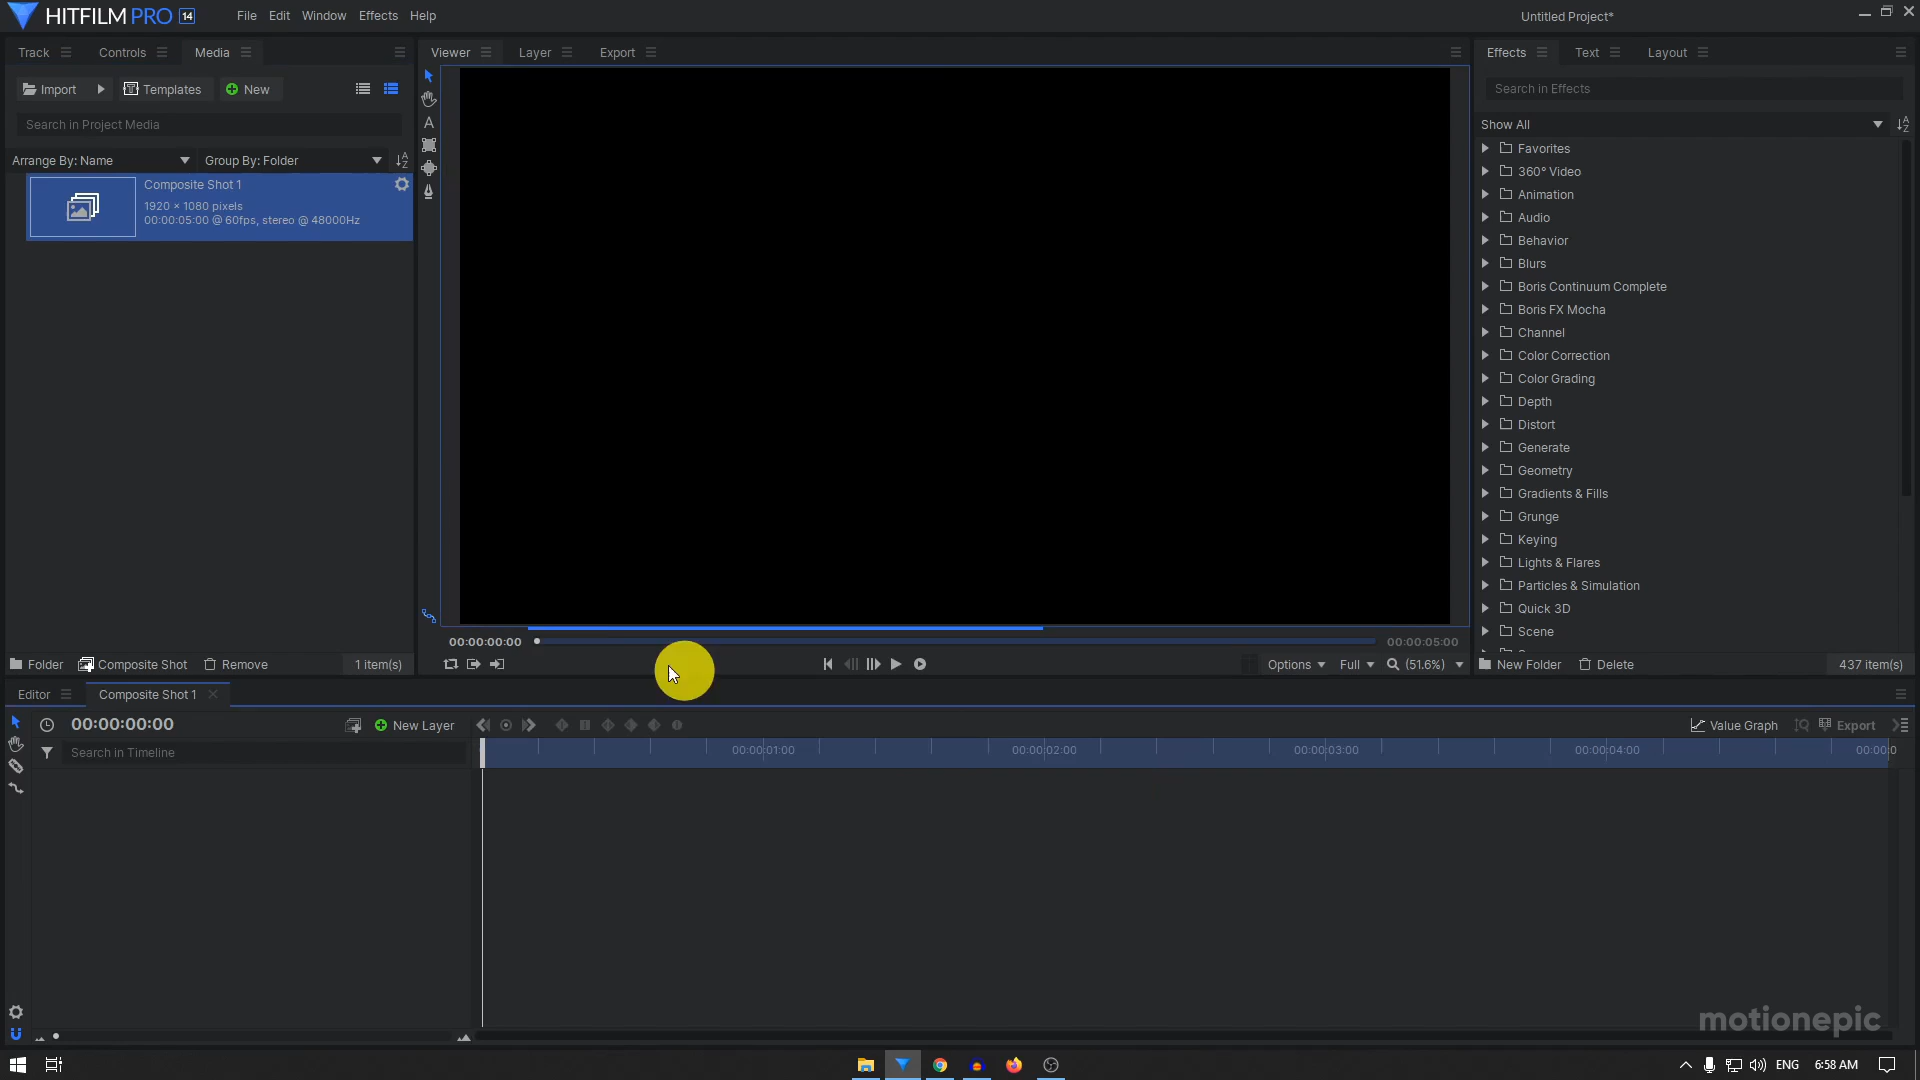 HITFILM PRO 14
File Edit Window Effects Help
Untitled Project*
Track Controls Media
Viewer Layer Export
Effects Text Layout
Import Templates New
Search in Effects
Search in Project Media
Show All
Arrange By: Name Group By: Folder
Composite Shot 1
1920 × 1080 pixels
00:00:05:00 @ 60fps, stereo @ 48000Hz
A
Favorites
360° Video
Animation
Audio
Behavior
Blurs
Boris Continuum Complete
Boris FX Mocha
Channel
Color Correction
Color Grading
Depth
Distort
Generate
Geometry
Gradients & Fills
Grunge
Keying
Lights & Flares
Particles & Simulation
Quick 3D
Scene
00:00:00:00
00:00:05:00
Folder Composite Shot Remove 1 item(s)
Options Full (51.6%)
New Folder Delete 437 item(s)
Editor Composite Shot 1
00:00:00:00 New Layer Value Graph Export
Search in Timeline
00:00:01:00 00:00:02:00 00:00:03:00 00:00:04:00 00:00:0
motionepic
ENG 6:58 AM